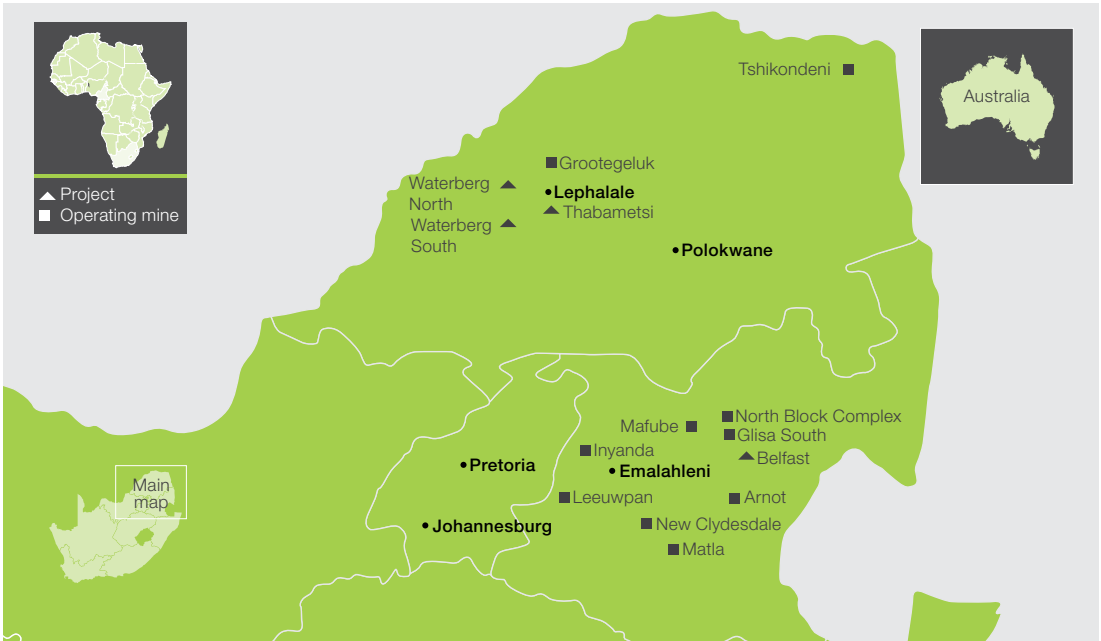 Project
Operating mine
Australia
Tshikondeni
Grootegeluk
Waterberg
North
Lephalale
Thabametsi
Waterberg
South
Polokwane
North Block Complex
Mafube
Glisa South
Inyanda
Belfast
Pretoria
Emalahleni
Main
map
Leeuwpan
Arnot
Johannesburg
New Clydesdale
Matla